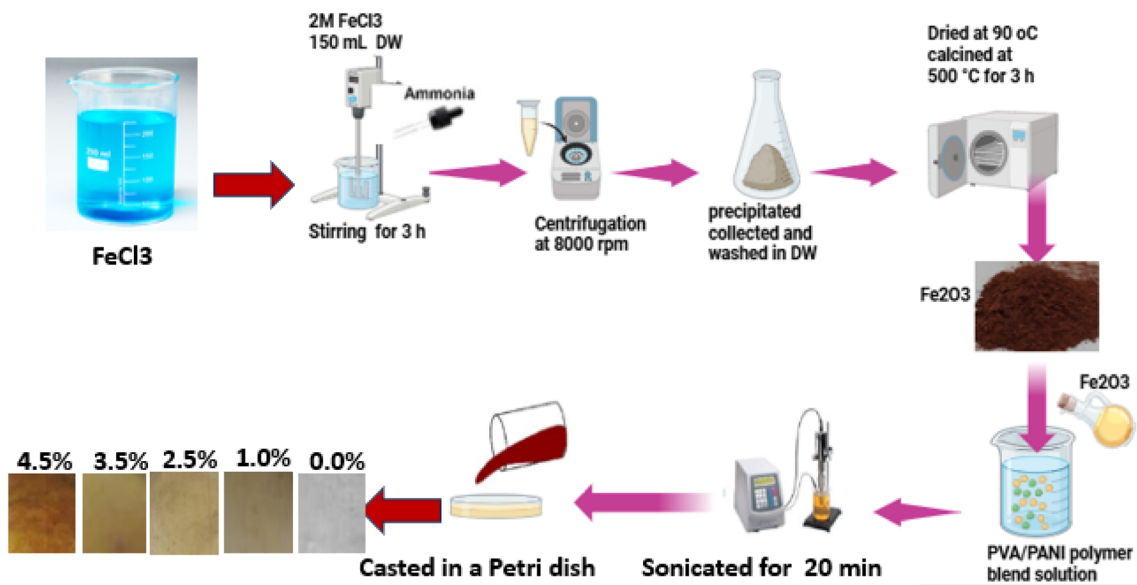 2M FeCl3
150 mL DW
Ammonia
Dried at 90 oC
calcined at
500 °C for 3 h
FeCl3
Stirring for 3 h
Centrifugation
at 8000 rpm
precipitated
collected and
washed in DW
Fe2O3
Fe2O3
PVA/PANI polymer
blend solution
Sonicated for 20 min
Casted in a Petri dish
4.5% 3.5% 2.5% 1.0% 0.0%